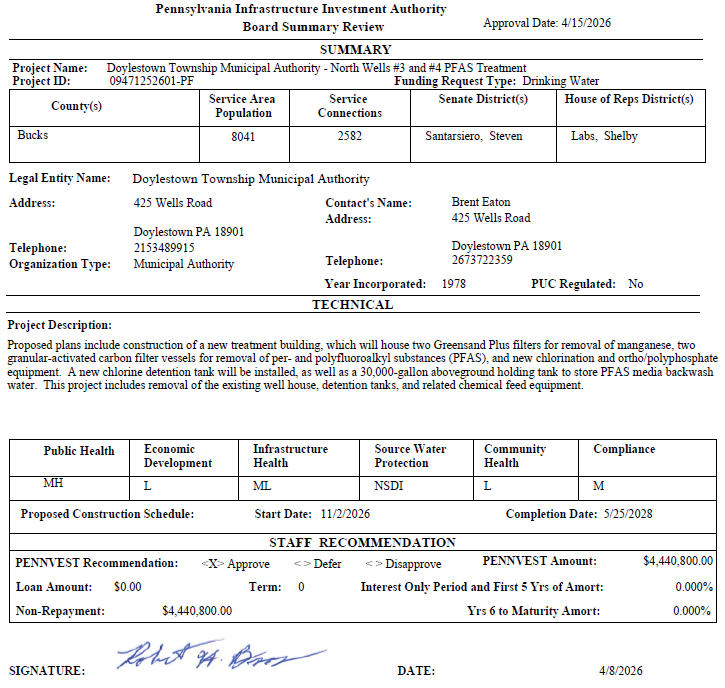 Pennsylvania Infrastructure Investment Authority
Board Summary Review
Approval Date: 4/15/2026
SUMMARY
Project Name: Doylestown Township Municipal Authority - North Wells #3 and #4 PFAS Treatment
Project ID: 09471252601-PF Funding Request Type: Drinking Water
County(s) Service Area Population Service Connections Senate District(s) House of Reps District(s)
Bucks 8041 2582 Santarsiero, Steven Labs, Shelby
Legal Entity Name: Doylestown Township Municipal Authority
Address: 425 Wells Road Contact's Name: Brent Eaton
Address: 425 Wells Road
Doylestown PA 18901 Doylestown PA 18901
Telephone: 2153489915 Telephone: 2673722359
Organization Type: Municipal Authority
Year Incorporated: 1978 PUC Regulated: No
TECHNICAL
Project Description:
Proposed plans include construction of a new treatment building, which will house two Greensand Plus filters for removal of manganese, two
granular-activated carbon filter vessels for removal of per- and polyfluoroalkyl substances (PFAS), and new chlorination and ortho/polyphosphate
equipment. A new chlorine detention tank will be installed, as well as a 30,000-gallon aboveground holding tank to store PFAS media backwash
water. This project includes removal of the existing well house, detention tanks, and related chemical feed equipment.
Public Health Economic Development Infrastructure Health Source Water Protection Community Health Compliance
MH L ML NSDI L M
Proposed Construction Schedule: Start Date: 11/2/2026 Completion Date: 5/25/2028
STAFF RECOMMENDATION
PENNVEST Recommendation: <X> Approve < > Defer < > Disapprove PENNVEST Amount: $4,440,800.00
Loan Amount: $0.00 Term: 0 Interest Only Period and First 5 Yrs of Amort: 0.000%
Non-Repayment: $4,440,800.00 Yrs 6 to Maturity Amort: 0.000%
SIGNATURE: DATE: 4/8/2026